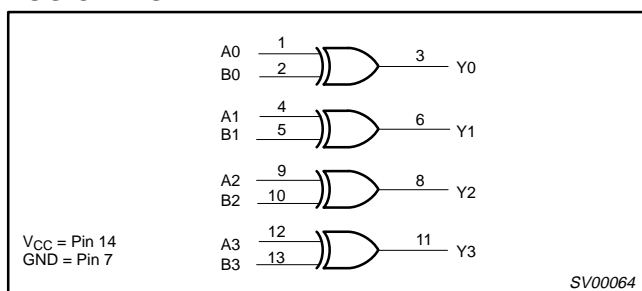 A0 1
B0 2
3 Y0
A1 4
B1 5
6 Y1
A2 9
B2 10
8 Y2
A3 12
B3 13
11 Y3
VCC = Pin 14
GND = Pin 7
SV00064